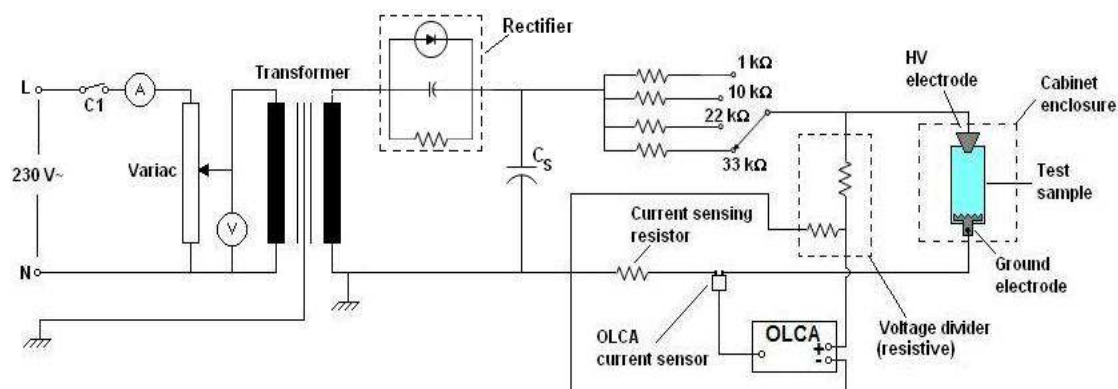 Rectifier
Transformer
L
C1
A
230 V~
Variac
V
N
Cs
1 kΩ
10 kΩ
22 kΩ
33 kΩ
HV
electrode
Cabinet
enclosure
Test
sample
Ground
electrode
Current sensing
resistor
OLCA
current sensor
OLCA
+
-
Voltage divider
(resistive)